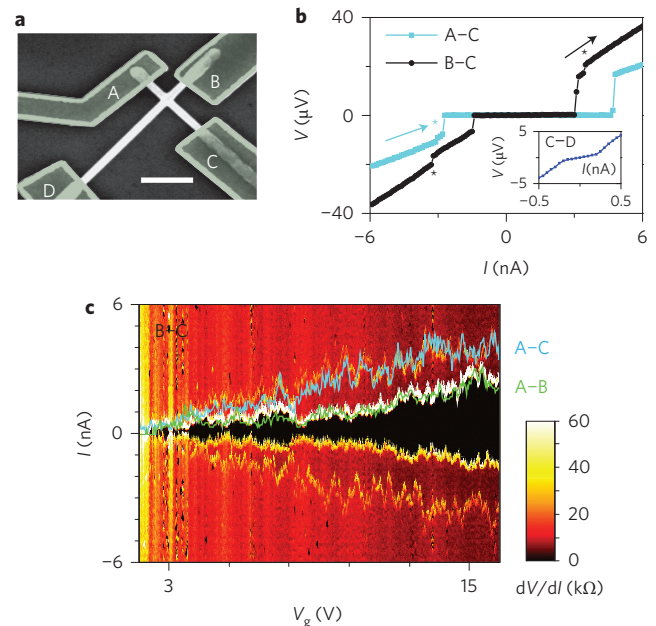 a
A
B
C
D
b
40
A–C
B–C
*
*
*
V (μV)
0
−40
−6
0
6
I (nA)
C–D
5
V (μV)
I(nA)
−5
−0.5
0.5
c
6
B–C
I (nA)
0
−6
3
15
Vg (V)
A–C
A–B
60
40
20
0
dV/dI (kΩ)